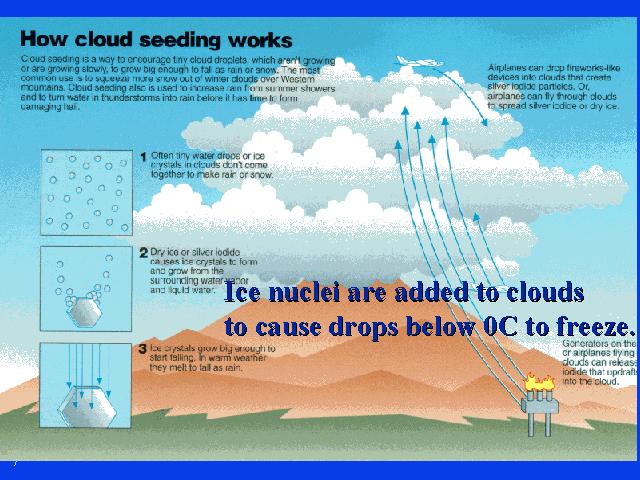 How cloud seeding works
Cloud seeding is a way to encourage tiny cloud droplets, which aren't growing
or are growing slowly, to grow big enough to fall as rain or snow. The most
common use is to squeeze more snow out of winter clouds over Western
mountains. Cloud seeding also is used to increase rain from summer showers
and to turn water in thunderstorms into rain before it has time to form
damaging hail.
Airplanes can drop fireworks-like
devices into clouds that create
silver iodide particles. Or,
airplanes can fly through clouds
to spread silver iodide or dry ice.
1 Often tiny water drops or ice
crystals in clouds don't come
together to make rain or snow.
2 Dry ice or silver iodide
causes ice crystals to form
and grow from the
surrounding water vapor
and liquid water.
Ice nuclei are added to clouds
to cause drops below 0C to freeze.
3 Ice crystals grow big enough to
start falling. In warm weather
they melt to fall as rain.
Generators on the
or airplanes flying
clouds can release
iodide that updrafts
into the cloud.
7